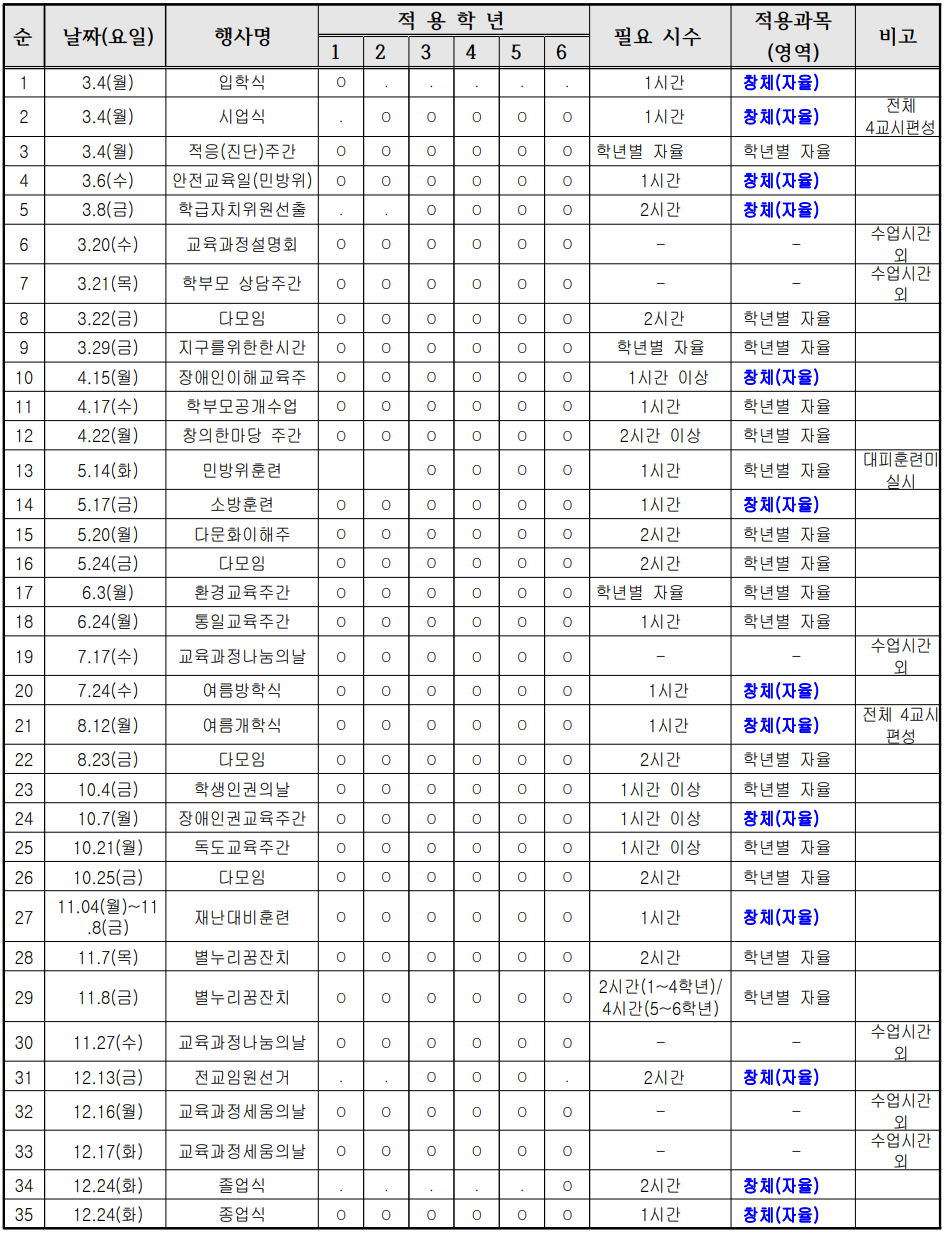 순 날짜(요일) 행사명 적 용 학 년 필요 시수 적용과목 (영역) 비고
1 2 3 4 5 6
1 3.4(월) 입학식 ㅇ . . . . . 1시간 창체(자율)
2 3.4(월) 시업식 . ㅇ ㅇ ㅇ ㅇ ㅇ 1시간 창체(자율) 전체 4교시편성
3 3.4(월) 적응(진단)주간 ㅇ ㅇ ㅇ ㅇ ㅇ ㅇ 학년별 자율 학년별 자율
4 3.6(수) 안전교육일(민방위) ㅇ ㅇ ㅇ ㅇ ㅇ ㅇ 1시간 창체(자율)
5 3.8(금) 학급자치위원선출 . . ㅇ ㅇ ㅇ ㅇ 2시간 창체(자율)
6 3.20(수) 교육과정설명회 ㅇ ㅇ ㅇ ㅇ ㅇ ㅇ - - 수업시간 외
7 3.21(목) 학부모 상담주간 ㅇ ㅇ ㅇ ㅇ ㅇ ㅇ - - 수업시간 외
8 3.22(금) 다모임 ㅇ ㅇ ㅇ ㅇ ㅇ ㅇ 2시간 학년별 자율
9 3.29(금) 지구를위한한시간 ㅇ ㅇ ㅇ ㅇ ㅇ ㅇ 학년별 자율 학년별 자율
10 4.15(월) 장애인이해교육주 ㅇ ㅇ ㅇ ㅇ ㅇ ㅇ 1시간 이상 창체(자율)
11 4.17(수) 학부모공개수업 ㅇ ㅇ ㅇ ㅇ ㅇ ㅇ 1시간 학년별 자율
12 4.22(월) 창의한마당 주간 ㅇ ㅇ ㅇ ㅇ ㅇ ㅇ 2시간 이상 학년별 자율
13 5.14(화) 민방위훈련 ㅇ ㅇ ㅇ ㅇ 1시간 학년별 자율 대피훈련미 실시
14 5.17(금) 소방훈련 ㅇ ㅇ ㅇ ㅇ ㅇ ㅇ 1시간 창체(자율)
15 5.20(월) 다문화이해주 ㅇ ㅇ ㅇ ㅇ ㅇ ㅇ 2시간 학년별 자율
16 5.24(금) 다모임 ㅇ ㅇ ㅇ ㅇ ㅇ ㅇ 2시간 학년별 자율
17 6.3(월) 환경교육주간 ㅇ ㅇ ㅇ ㅇ ㅇ ㅇ 학년별 자율 학년별 자율
18 6.24(월) 통일교육주간 ㅇ ㅇ ㅇ ㅇ ㅇ ㅇ 1시간 학년별 자율
19 7.17(수) 교육과정나눔의날 ㅇ ㅇ ㅇ ㅇ ㅇ ㅇ - - 수업시간 외
20 7.24(수) 여름방학식 ㅇ ㅇ ㅇ ㅇ ㅇ ㅇ 1시간 창체(자율)
21 8.12(월) 여름개학식 ㅇ ㅇ ㅇ ㅇ ㅇ ㅇ 1시간 창체(자율) 전체 4교시 편성
22 8.23(금) 다모임 ㅇ ㅇ ㅇ ㅇ ㅇ ㅇ 2시간 학년별 자율
23 10.4(금) 학생인권의날 ㅇ ㅇ ㅇ ㅇ ㅇ ㅇ 1시간 이상 학년별 자율
24 10.7(월) 장애인권교육주간 ㅇ ㅇ ㅇ ㅇ ㅇ ㅇ 1시간 이상 창체(자율)
25 10.21(월) 독도교육주간 ㅇ ㅇ ㅇ ㅇ ㅇ ㅇ 1시간 이상 학년별 자율
26 10.25(금) 다모임 ㅇ ㅇ ㅇ ㅇ ㅇ ㅇ 2시간 학년별 자율
27 11.04(월)~11 .8(금) 재난대비훈련 ㅇ ㅇ ㅇ ㅇ ㅇ ㅇ 1시간 창체(자율)
28 11.7(목) 별누리꿈잔치 ㅇ ㅇ ㅇ ㅇ ㅇ ㅇ 2시간 학년별 자율
29 11.8(금) 별누리꿈잔치 ㅇ ㅇ ㅇ ㅇ ㅇ ㅇ 2시간(1~4학년)/ 4시간(5~6학년) 학년별 자율
30 11.27(수) 교육과정나눔의날 ㅇ ㅇ ㅇ ㅇ ㅇ ㅇ - - 수업시간 외
31 12.13(금) 전교임원선거 . . ㅇ ㅇ ㅇ . 2시간 창체(자율)
32 12.16(월) 교육과정세움의날 ㅇ ㅇ ㅇ ㅇ ㅇ ㅇ - - 수업시간 외
33 12.17(화) 교육과정세움의날 ㅇ ㅇ ㅇ ㅇ ㅇ ㅇ - - 수업시간 외
34 12.24(화) 졸업식 . . . . . ㅇ 2시간 창체(자율)
35 12.24(화) 종업식 ㅇ ㅇ ㅇ ㅇ ㅇ ㅇ 1시간 창체(자율)